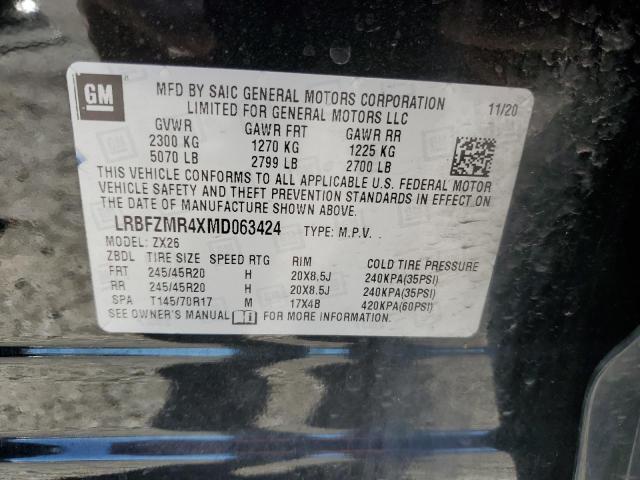 GM
MFD BY SAIC GENERAL MOTORS CORPORATION
LIMITED FOR GENERAL MOTORS LLC
11/20
GVWR GAWR FRT GAWR RR
2300 KG 1270 KG 1225 KG
5070 LB 2799 LB 2700 LB
THIS VEHICLE CONFORMS TO ALL APPLICABLE U.S. FEDERAL MOTOR
VEHICLE SAFETY AND THEFT PREVENTION STANDARDS IN EFFECT ON
THE DATE OF MANUFACTURE SHOWN ABOVE.
LRBFZMR4XMD063424 TYPE: M.P.V.
MODEL: ZX26
ZBDL TIRE SIZE SPEED RTG RIM COLD TIRE PRESSURE
FRT 245/45R20 H 20X8.5J 240KPA(35PSI)
RR 245/45R20 H 20X8.5J 240KPA(35PSI)
SPA T145/70R17 M 17X4B 420KPA(60PSI)
SEE OWNER'S MANUAL FOR MORE INFORMATION.